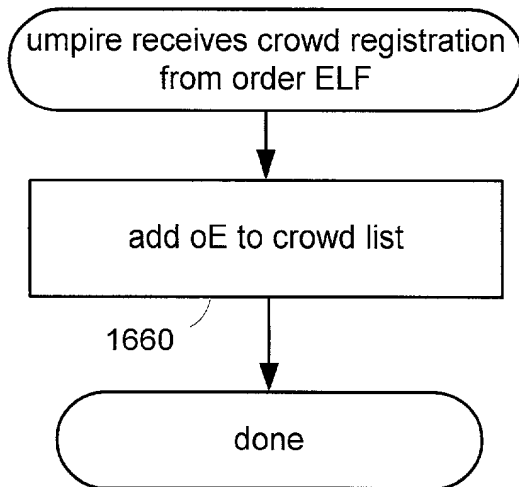 umpire receives crowd registration
from order ELF
add oE to crowd list
1660
done